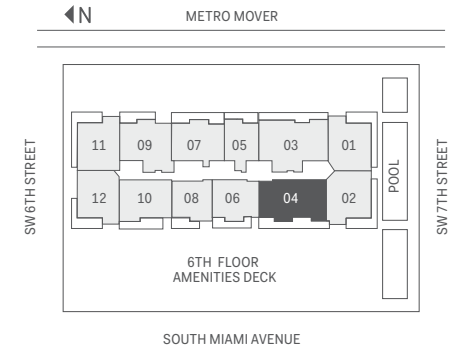 N
METRO MOVER
SW 6TH STREET
11
09
07
05
03
01
12
10
08
06
04
02
POOL
SW 7TH STREET
6TH FLOOR
AMENITIES DECK
SOUTH MIAMI AVENUE